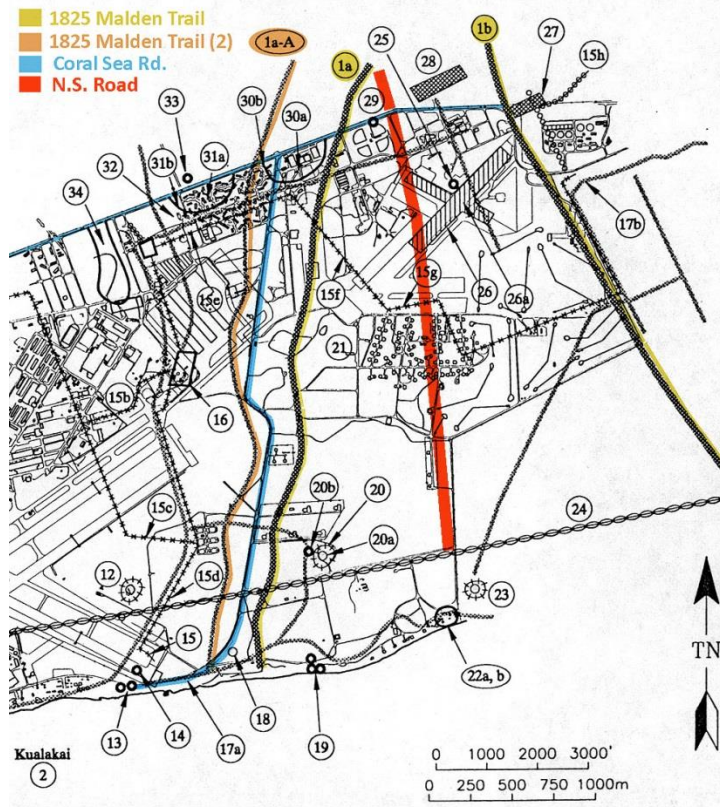 1825 Malden Trail
1825 Malden Trail (2)
Coral Sea Rd.
N.S. Road
1a-A
1a
1b
25
28
27
15h
33
30b
30a
29
32
31b
31a
34
17b
15e
15f
15g
26
26a
21
15b
16
20b
20
24
15c
20a
12
15d
23
TN
15
22a, b
13
14
17a
18
19
Kualakai
2
0 1000 2000 3000'
0 500 1000m